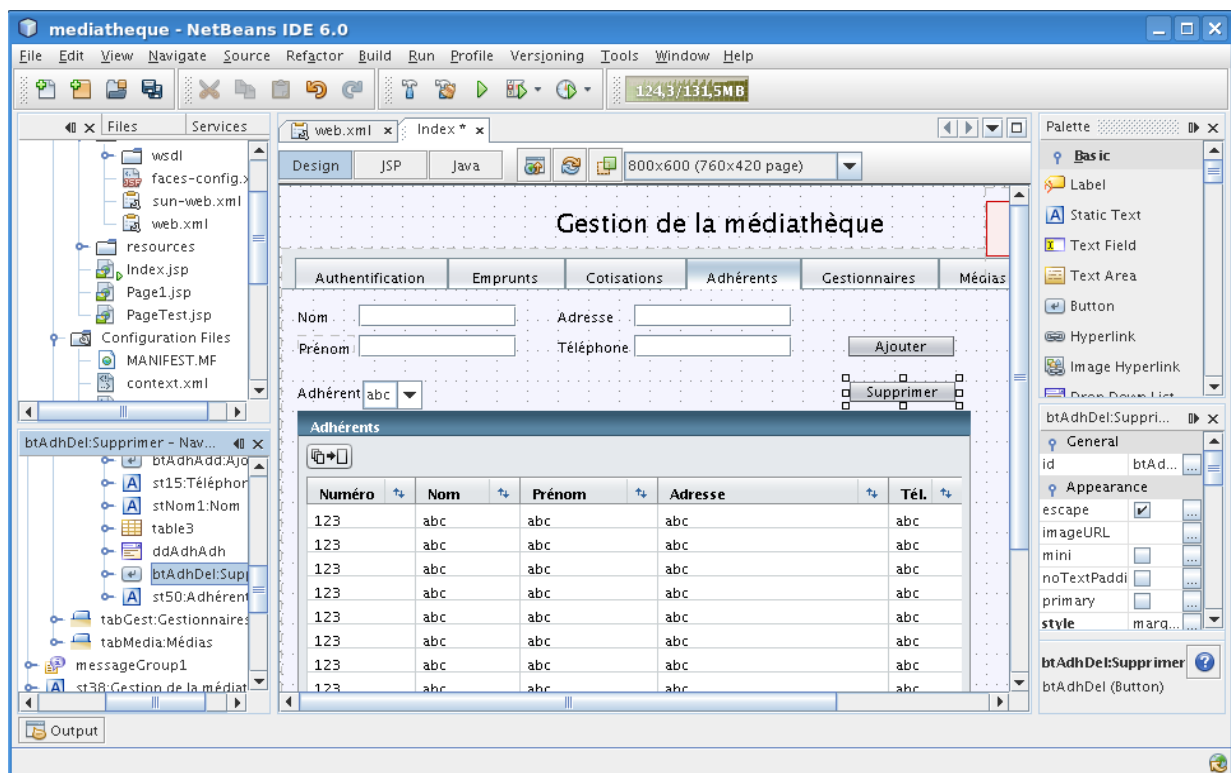 mediatheque - NetBeans IDE 6.0
File Edit View Navigate Source Refactor Build Run Profile Versioning Tools Window Help
124,3/131,5MB
Files Services
wsdl
faces-config.x
sun-web.xml
web.xml
resources
Index.jsp
Page1.jsp
PageTest.jsp
Configuration Files
MANIFEST.MF
context.xml
btAdhDel:Supprimer - Nav...
btAdhAdd:Ajo
st15:Téléphor
stNom1:Nom
table3
ddAdhAdh
btAdhDel:Supp
st50:Adhérent
tabGest:Gestionnaires
tabMedia:Médias
messageGroup1
st38:Gestion de la médiat
Output
web.xml Index *
Design JSP Java 800x600 (760x420 page)
Gestion de la médiathèque
Authentification Emprunts Cotisations Adhérents Gestionnaires Médias
Nom Adresse
Prénom Téléphone Ajouter
Adhérent abc Supprimer
Adhérents
Numéro Nom Prénom Adresse Tél.
123 abc abc abc abc
123 abc abc abc abc
123 abc abc abc abc
123 abc abc abc abc
123 abc abc abc abc
123 abc abc abc abc
123 abc abc abc abc
123 abc abc abc abc
Palette
Basic
Label
Static Text
Text Field
Text Area
Button
Hyperlink
Image Hyperlink
Drop Down List
btAdhDel:Suppri...
General
id btAd... ...
Appearance
escape ...
imageURL ...
mini ...
noTextPaddi ...
primary ...
style marg... ...
btAdhDel:Supprimer
btAdhDel (Button)